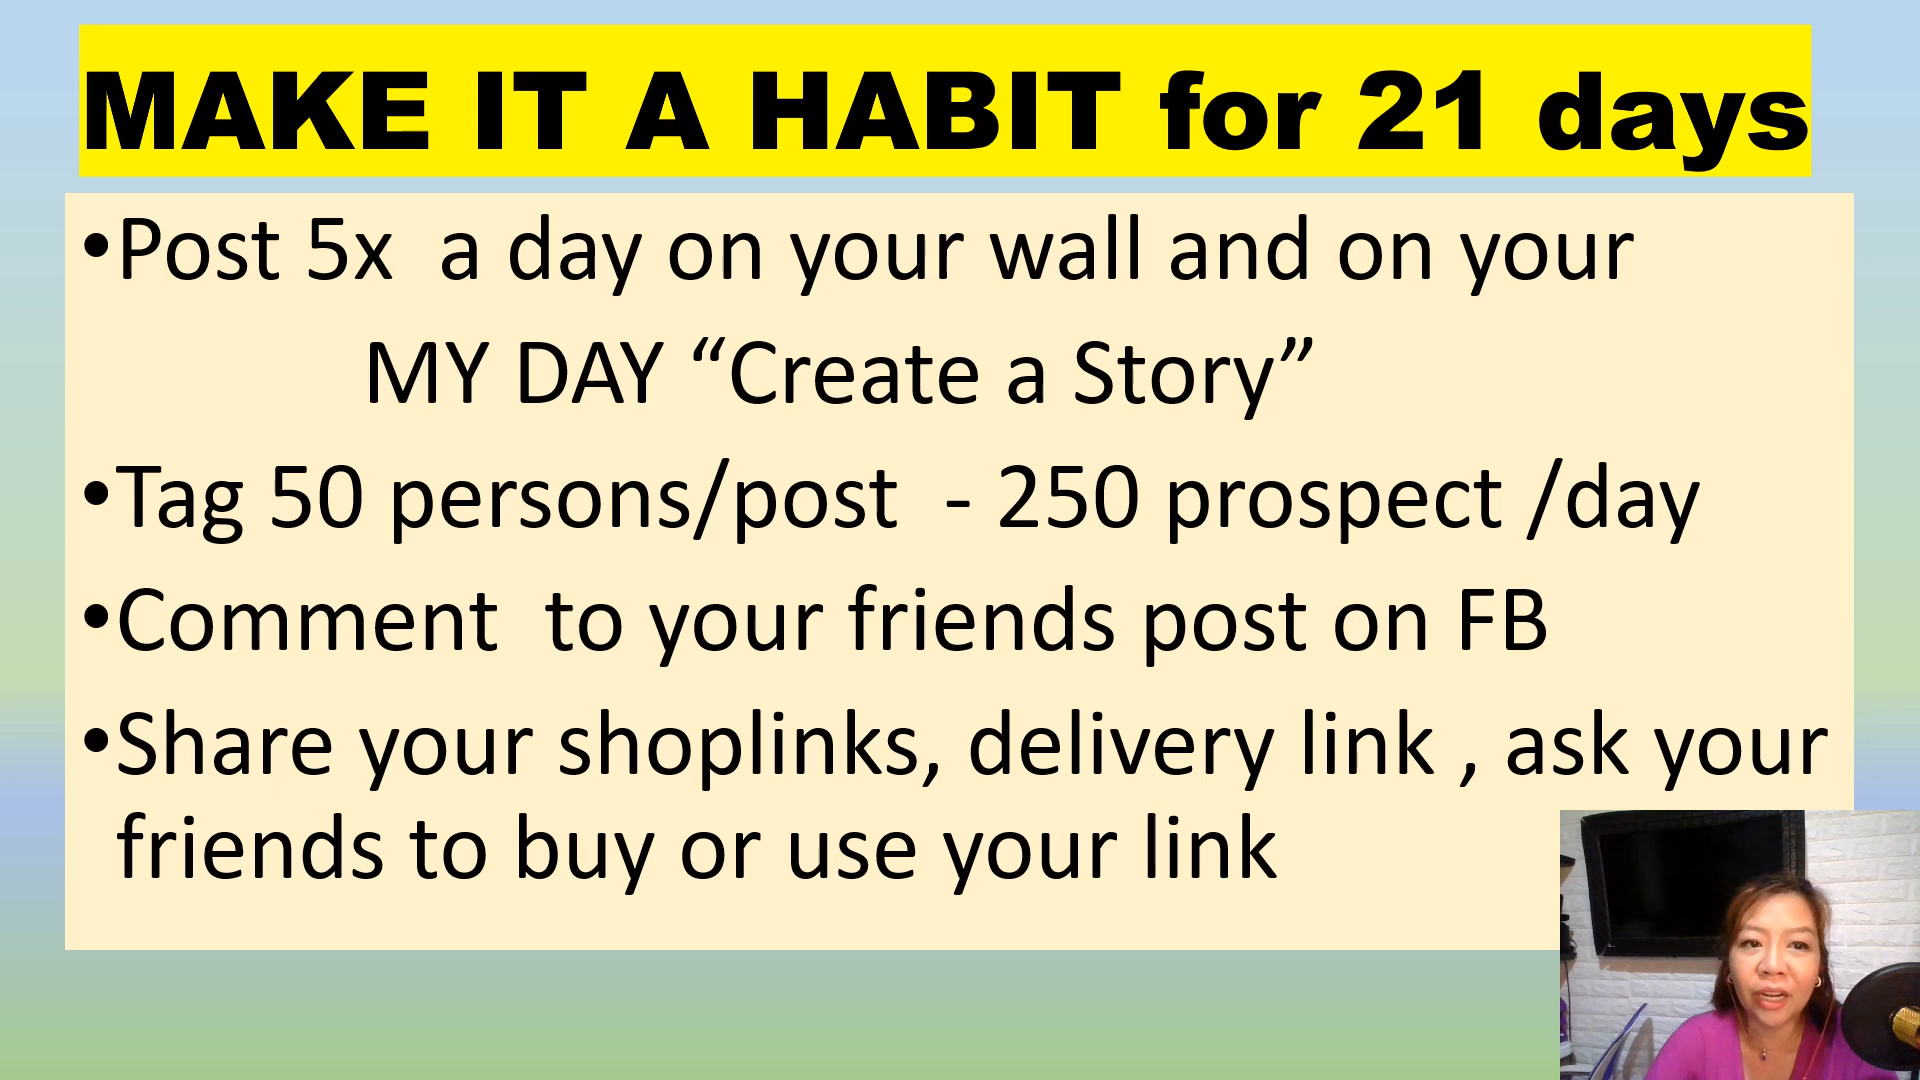 MAKE IT A HABIT for 21 days
•Post 5x  a day on your wall and on your
MY DAY “Create a Story”
•Tag 50 persons/post  - 250 prospect /day
•Comment  to your friends post on FB
•Share your shoplinks, delivery link , ask your
friends to buy or use your link